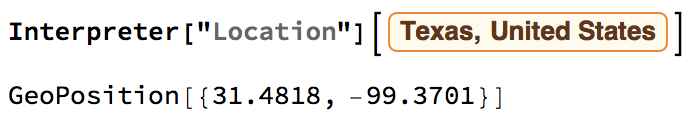 Interpreter["Location"][Texas, United States]
GeoPosition[{31.4818, -99.3701}]